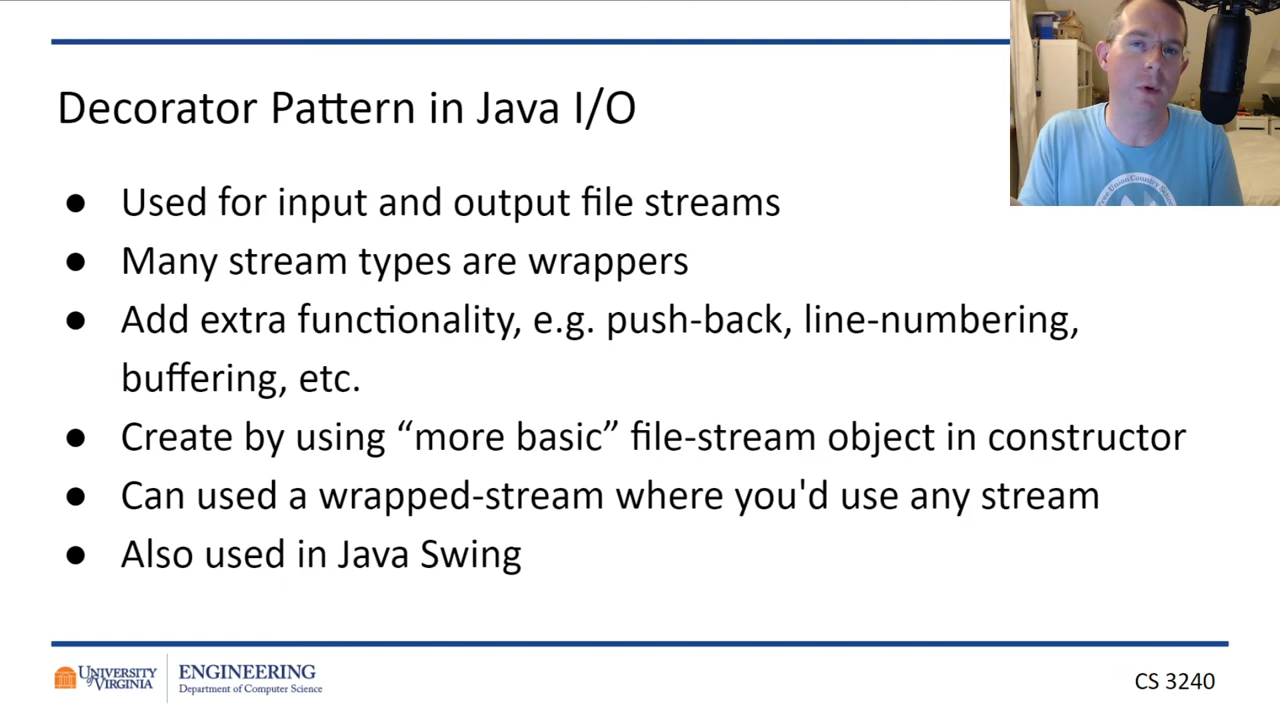 Decorator Pattern in Java I/O
● Used for input and output file streams
● Many stream types are wrappers
● Add extra functionality, e.g. push-back, line-numbering,
buffering, etc.
● Create by using “more basic” file-stream object in constructor
● Can used a wrapped-stream where you'd use any stream
● Also used in Java Swing
UNIVERSITY
of VIRGINIA
ENGINEERING
Department of Computer Science
CS 3240